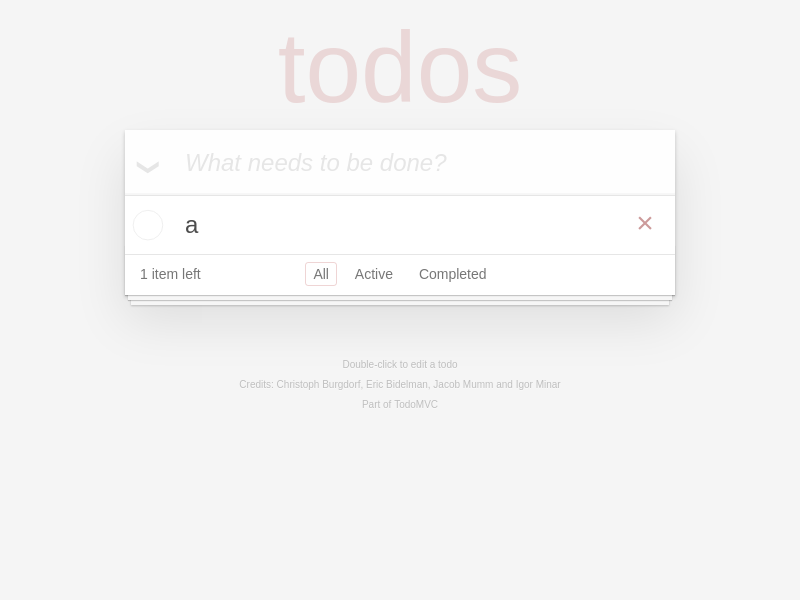 todos
What needs to be done?
a
1 item left All Active Completed
Double-click to edit a todo
Credits: Christoph Burgdorf, Eric Bidelman, Jacob Mumm and Igor Minar
Part of TodoMVC